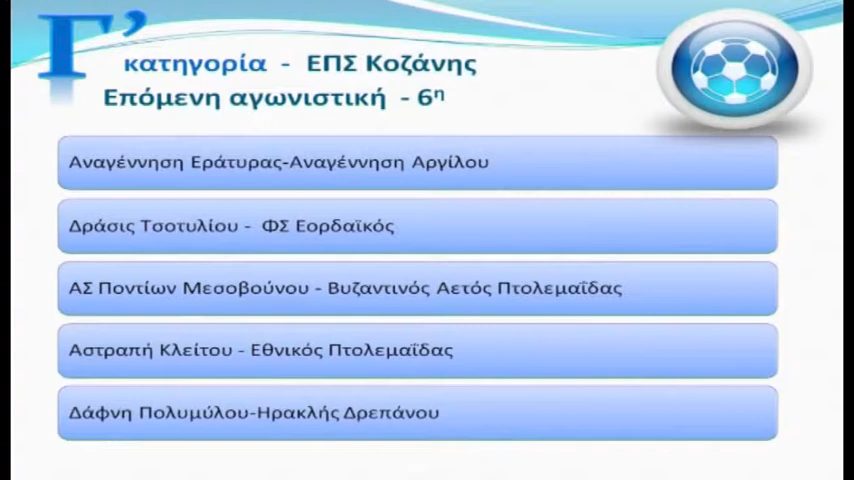 Γ’ κατηγορία - ΕΠΣ Κοζάνης
Επόμενη αγωνιστική - 6η
Αναγέννηση Εράτυρας-Αναγέννηση Αργίλου
Δράσις Τσοτυλίου - ΦΣ Εορδαϊκός
ΑΣ Ποντίων Μεσοβούνου - Βυζαντινός Αετός Πτολεμαΐδας
Αστραπή Κλείτου - Εθνικός Πτολεμαΐδας
Δάφνη Πολυμύλου-Ηρακλής Δρεπάνου